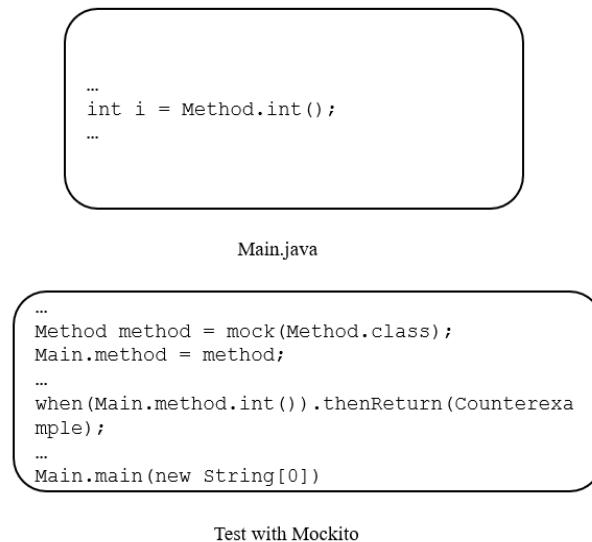 …
int i = Method.int();
…
Main.java
…
Method method = mock(Method.class);
Main.method = method;
…
when(Main.method.int()).thenReturn(Counterexa
mple);
…
Main.main(new String[0])
Test with Mockito